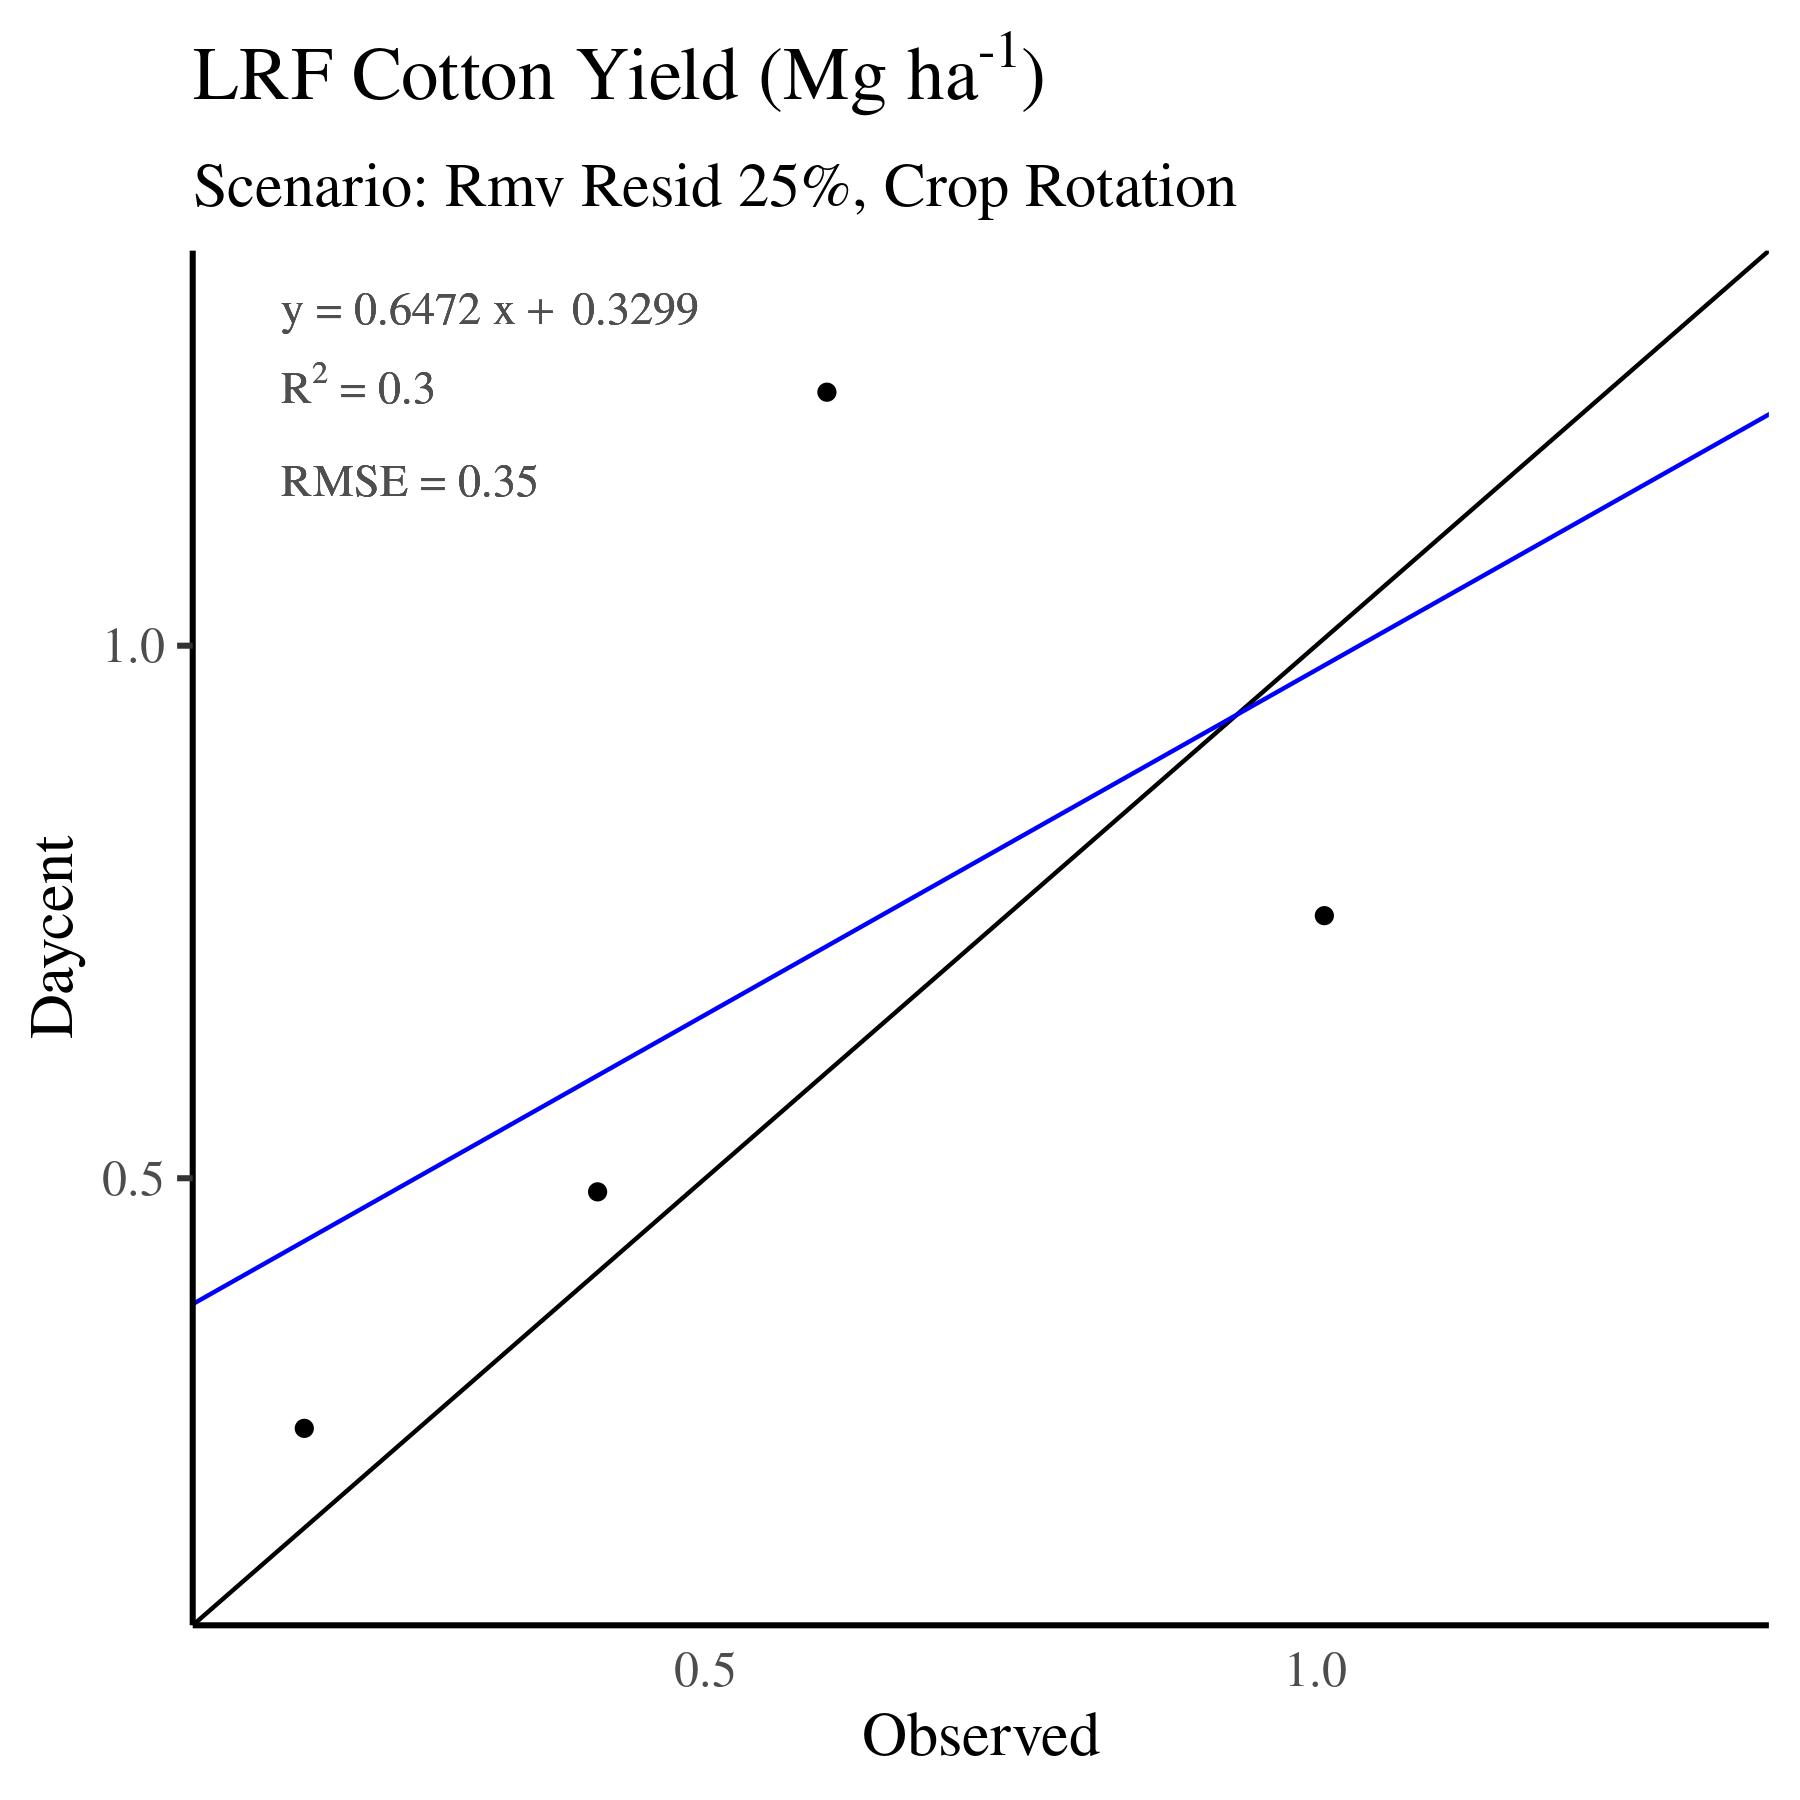 LRF Cotton Yield (Mg ha⁻¹)
Scenario: Rmv Resid 25%, Crop Rotation
y = 0.6472 x + 0.3299
R² = 0.3
RMSE = 0.35
1.0
0.5
Daycent
0.5 1.0
Observed